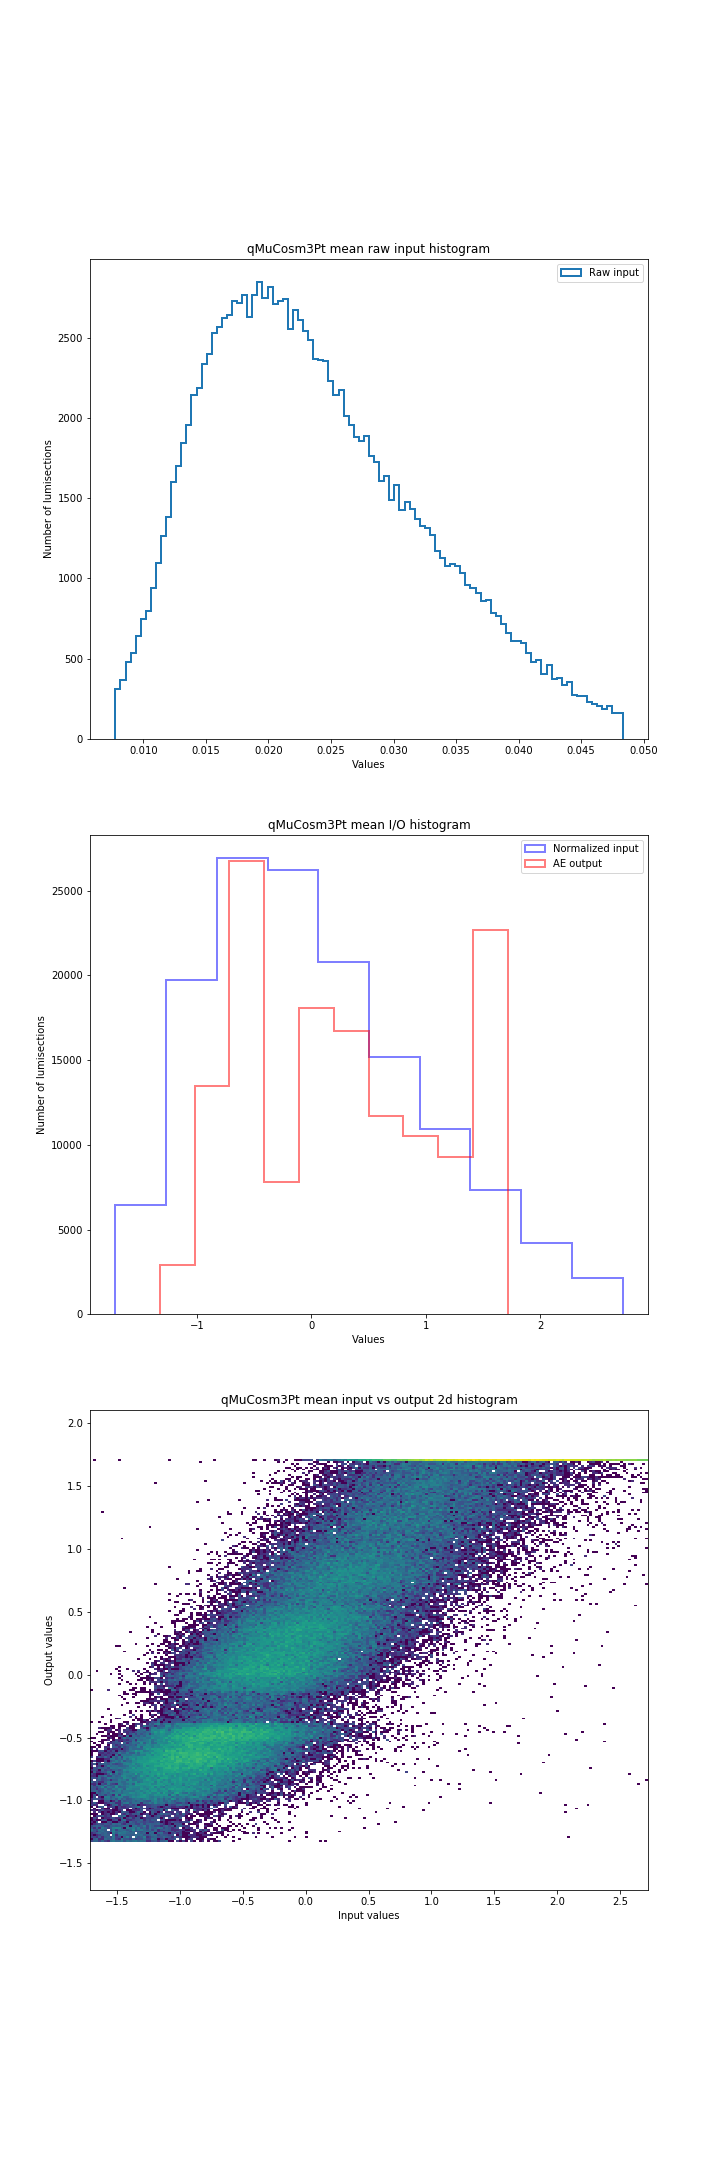 qMuCosm3Pt mean raw input histogram
Raw input
2500
2000
1500
1000
500
0
Number of lumisections
0.010 0.015 0.020 0.025 0.030 0.035 0.040 0.045 0.050
Values
qMuCosm3Pt mean I/O histogram
Normalized input
AE output
25000
20000
15000
10000
5000
0
Number of lumisections
−1 0 1 2
Values
qMuCosm3Pt mean input vs output 2d histogram
2.0
1.5
1.0
0.5
0.0
−0.5
−1.0
−1.5
Output values
−1.5 −1.0 −0.5 0.0 0.5 1.0 1.5 2.0 2.5
Input values